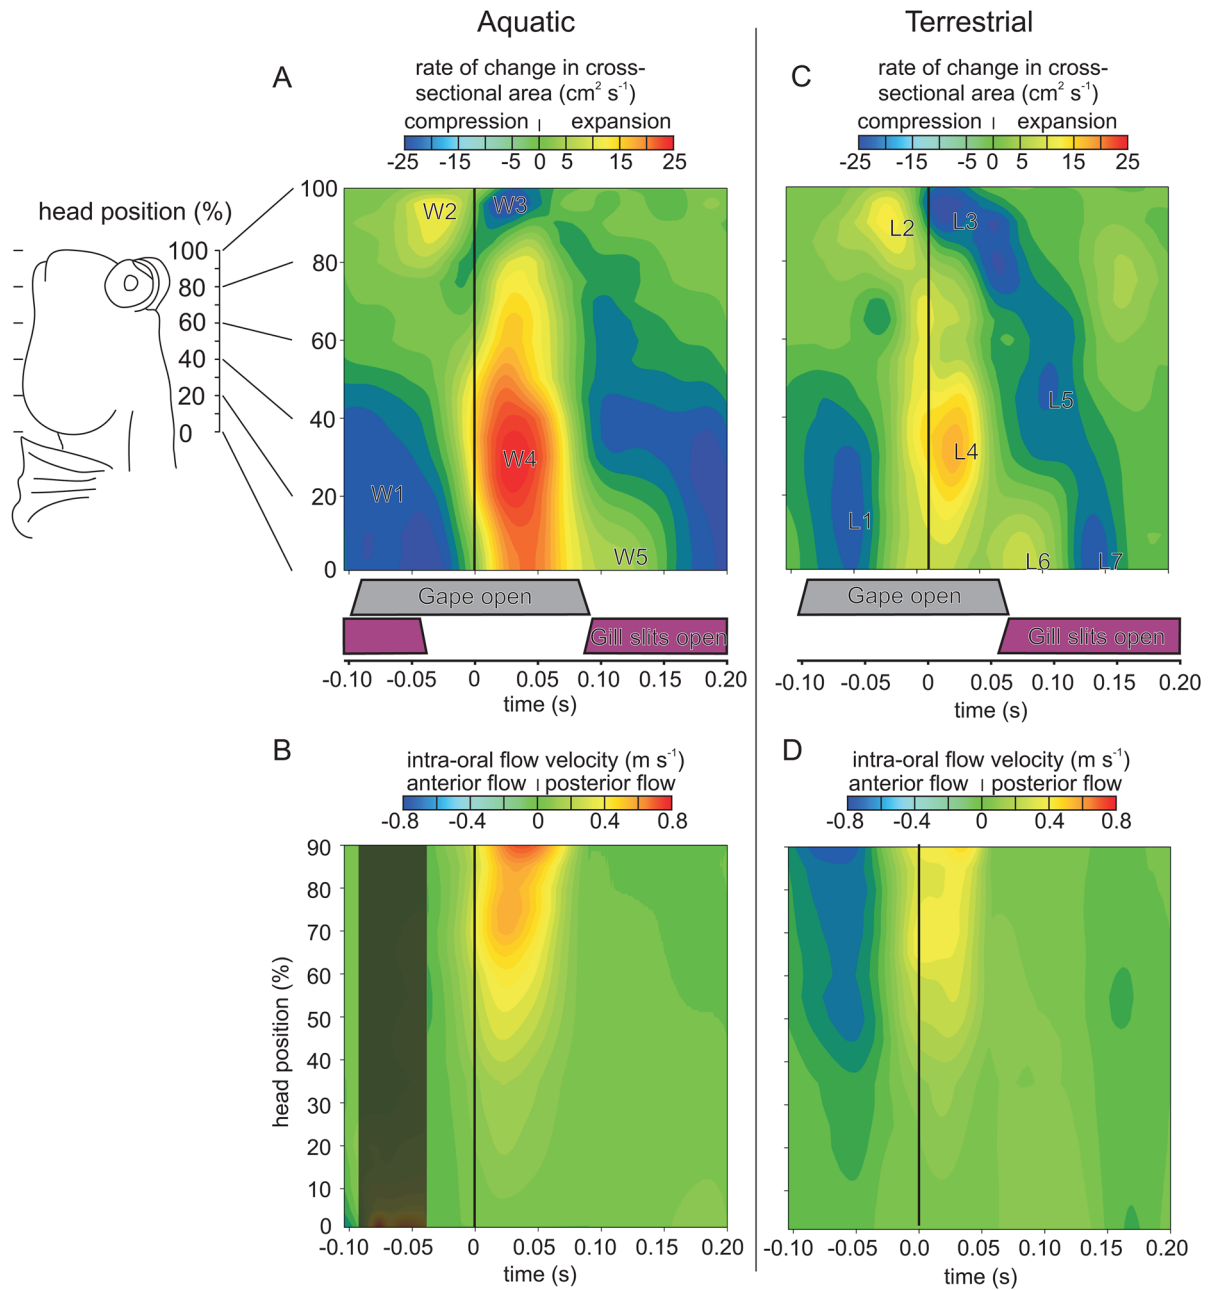 Aquatic
Terrestrial
A
rate of change in cross-
sectional area (cm² s⁻¹)
compression expansion
-25 -15 -5 0 5 15 25
C
rate of change in cross-
sectional area (cm² s⁻¹)
compression expansion
-25 -15 -5 0 5 15 25
head position (%)
100
80
60
40
20
0
100
80
60
40
20
0
W2
W3
W1
W4
W5
L2
L3
L5
L4
L1
L6
L7
Gape open
Gill slits open
-0.10 -0.05 0 0.05 0.10 0.15 0.20
time (s)
Gape open
Gill slits open
-0.10 -0.05 0 0.05 0.10 0.15 0.20
time (s)
B
intra-oral flow velocity (m s⁻¹)
anterior flow posterior flow
-0.8 -0.4 0 0.4 0.8
D
intra-oral flow velocity (m s⁻¹)
anterior flow posterior flow
-0.8 -0.4 0 0.4 0.8
head position (%)
90
80
70
60
50
40
30
20
10
0
-0.10 -0.05 0 0.05 0.10 0.15 0.20
time (s)
-0.10 -0.05 0.0 0.05 0.10 0.15 0.20
time (s)